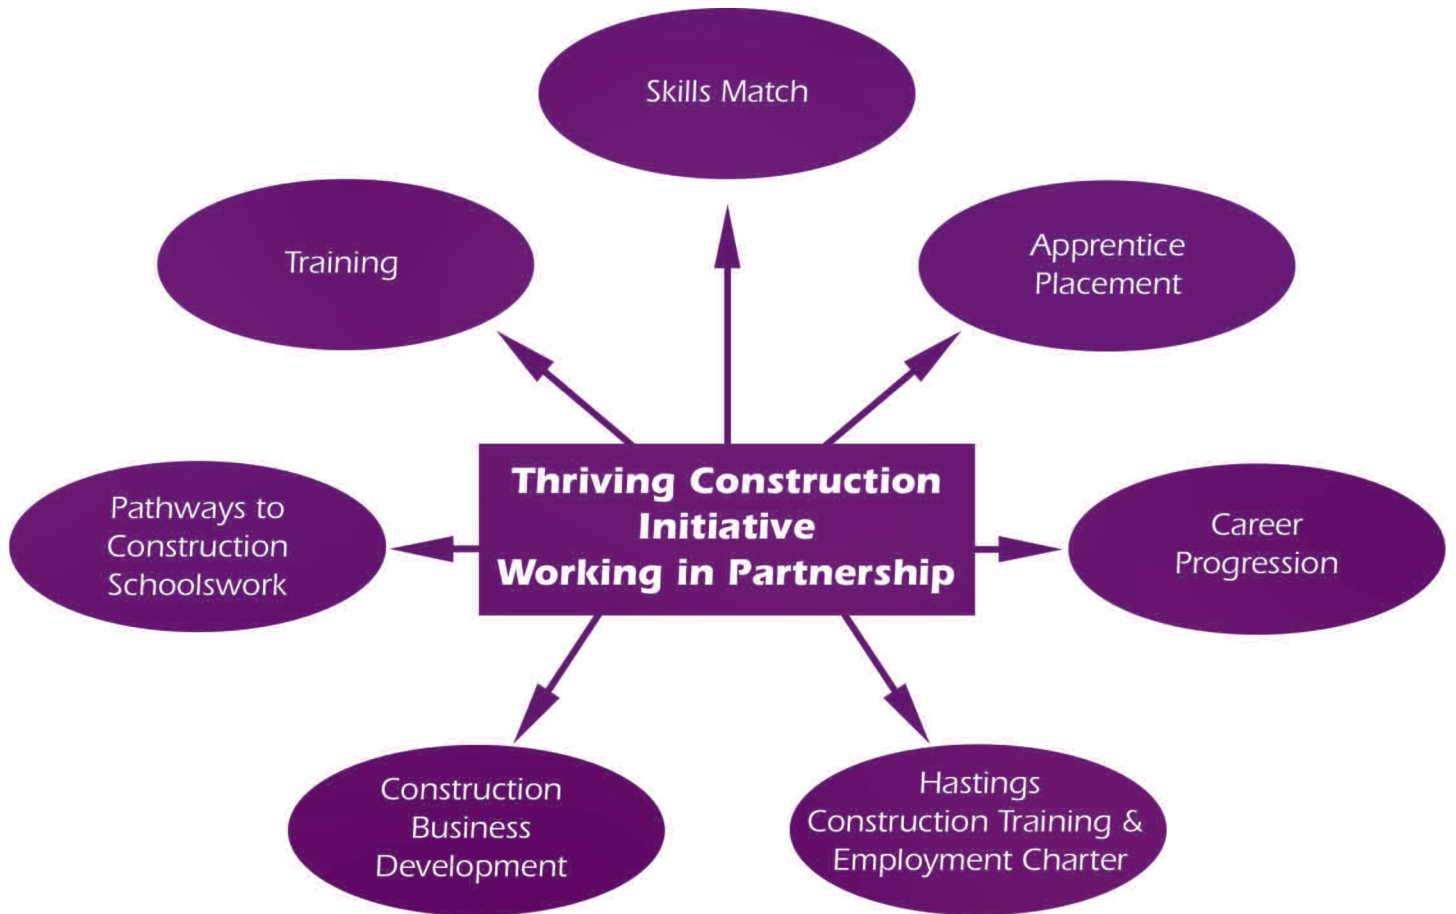 Skills Match
Training
Apprentice
Placement
Thriving Construction
Initiative
Working in Partnership
Pathways to
Construction
Schoolswork
Career
Progression
Construction
Business
Development
Hastings
Construction Training &
Employment Charter